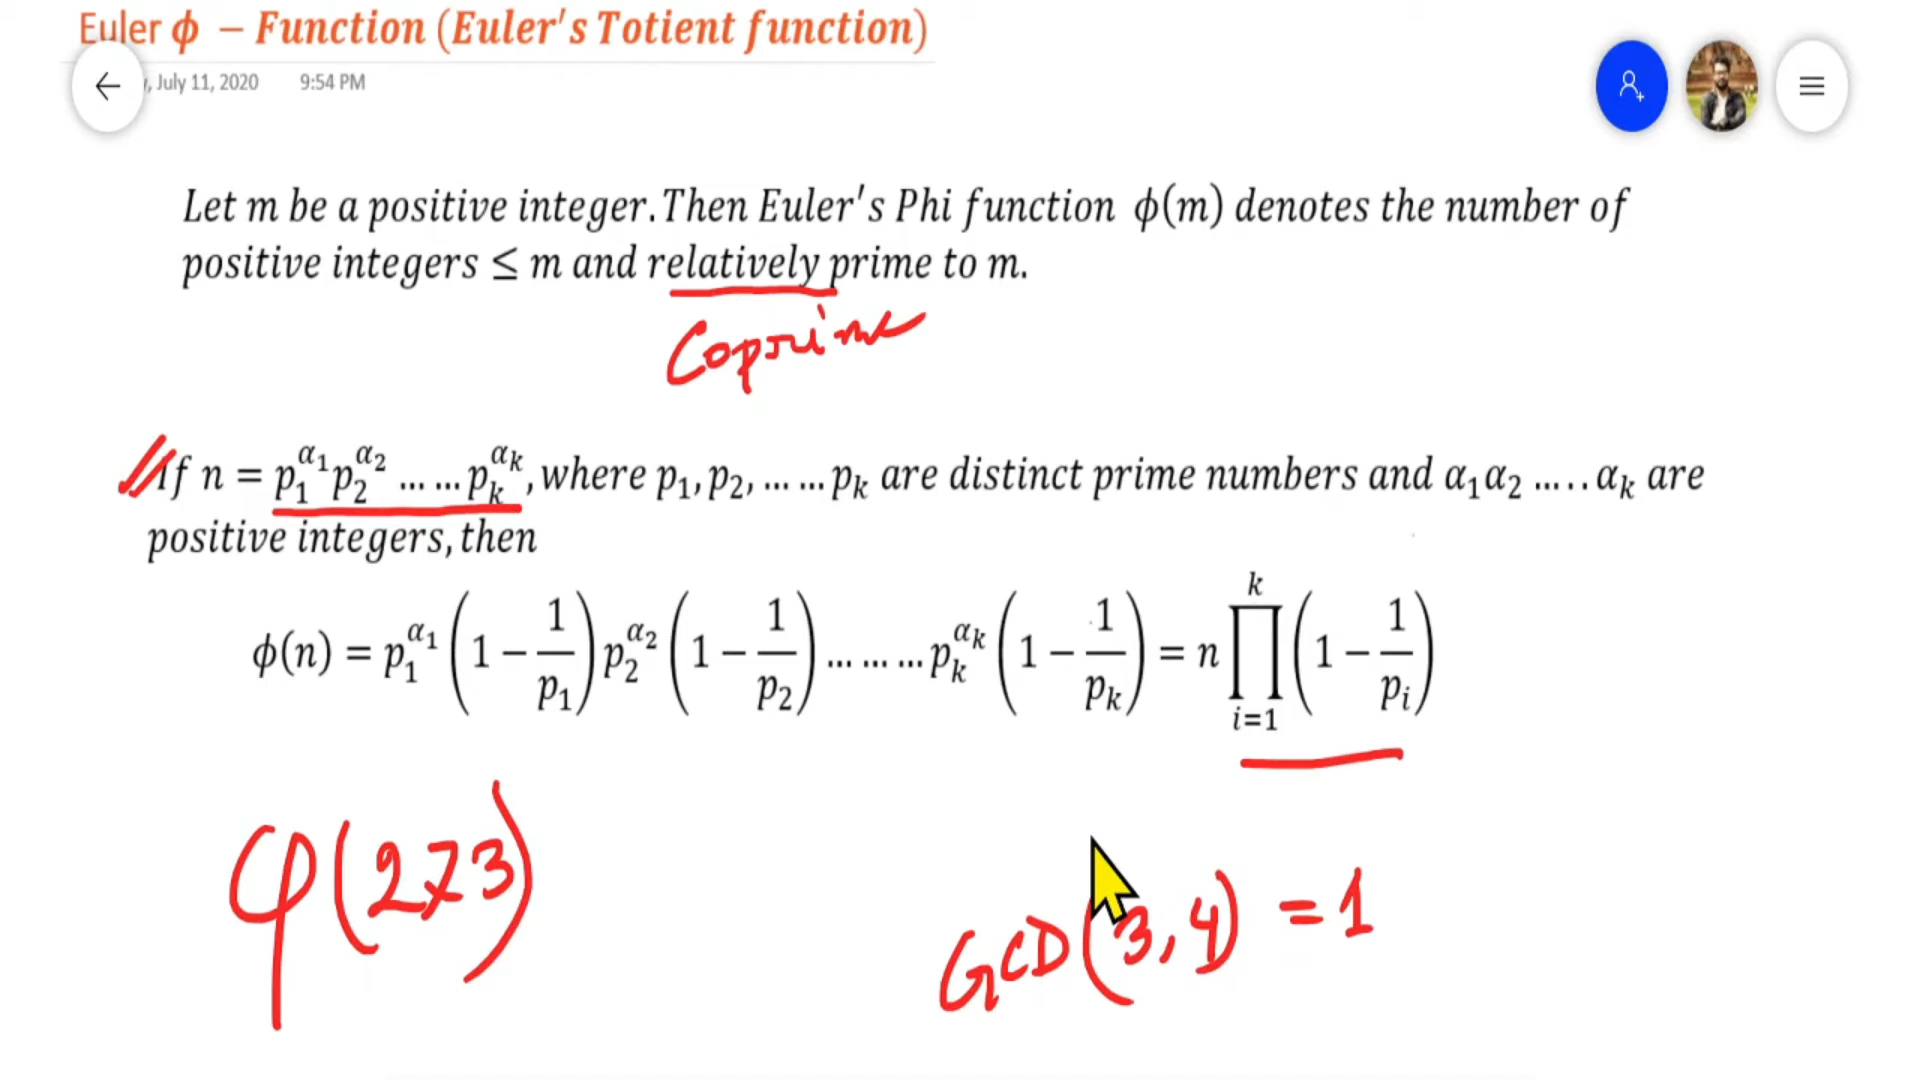 Euler ϕ − Function (Euler's Totient function)
, July 11, 2020 9:54 PM
Let m be a positive integer. Then Euler's Phi function ϕ(m) denotes the number of
positive integers ≤ m and relatively prime to m.
Coprime
If n = p₁^α₁ p₂^α₂ … … p_k^α_k, where p₁, p₂, … … p_k are distinct prime numbers and α₁α₂ … . . α_k are
positive integers, then
ϕ(n) = p₁^α₁ (1 − 1/p₁) p₂^α₂ (1 − 1/p₂) … … … p_k^α_k (1 − 1/p_k) = n ∏_{i=1}^{k} (1 − 1/p_i)
φ(273)
GCD(3,4) = 1